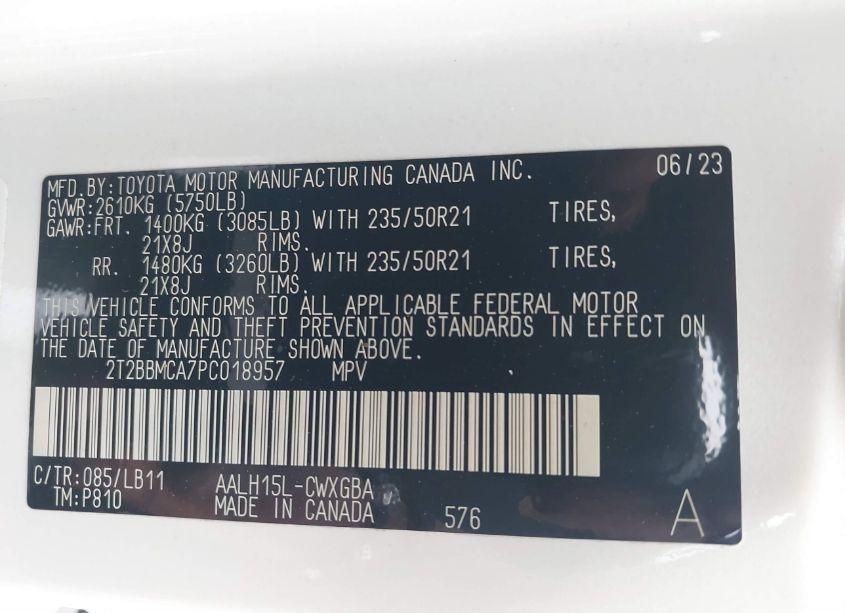 MFD.BY:TOYOTA MOTOR MANUFACTURING CANADA INC. 06/23
GVWR:2610KG (5750LB)
GAWR:FRT. 1400KG (3085LB) WITH 235/50R21 TIRES,
21X8J RIMS.
RR. 1480KG (3260LB) WITH 235/50R21 TIRES,
21X8J RIMS.
THIS VEHICLE CONFORMS TO ALL APPLICABLE FEDERAL MOTOR
VEHICLE SAFETY AND THEFT PREVENTION STANDARDS IN EFFECT ON
THE DATE OF MANUFACTURE SHOWN ABOVE.
2T2BBMCA7PC018957 MPV
C/TR:085/LB11 AALH15L-CWXGBA
TM:P810 MADE IN CANADA 576 A